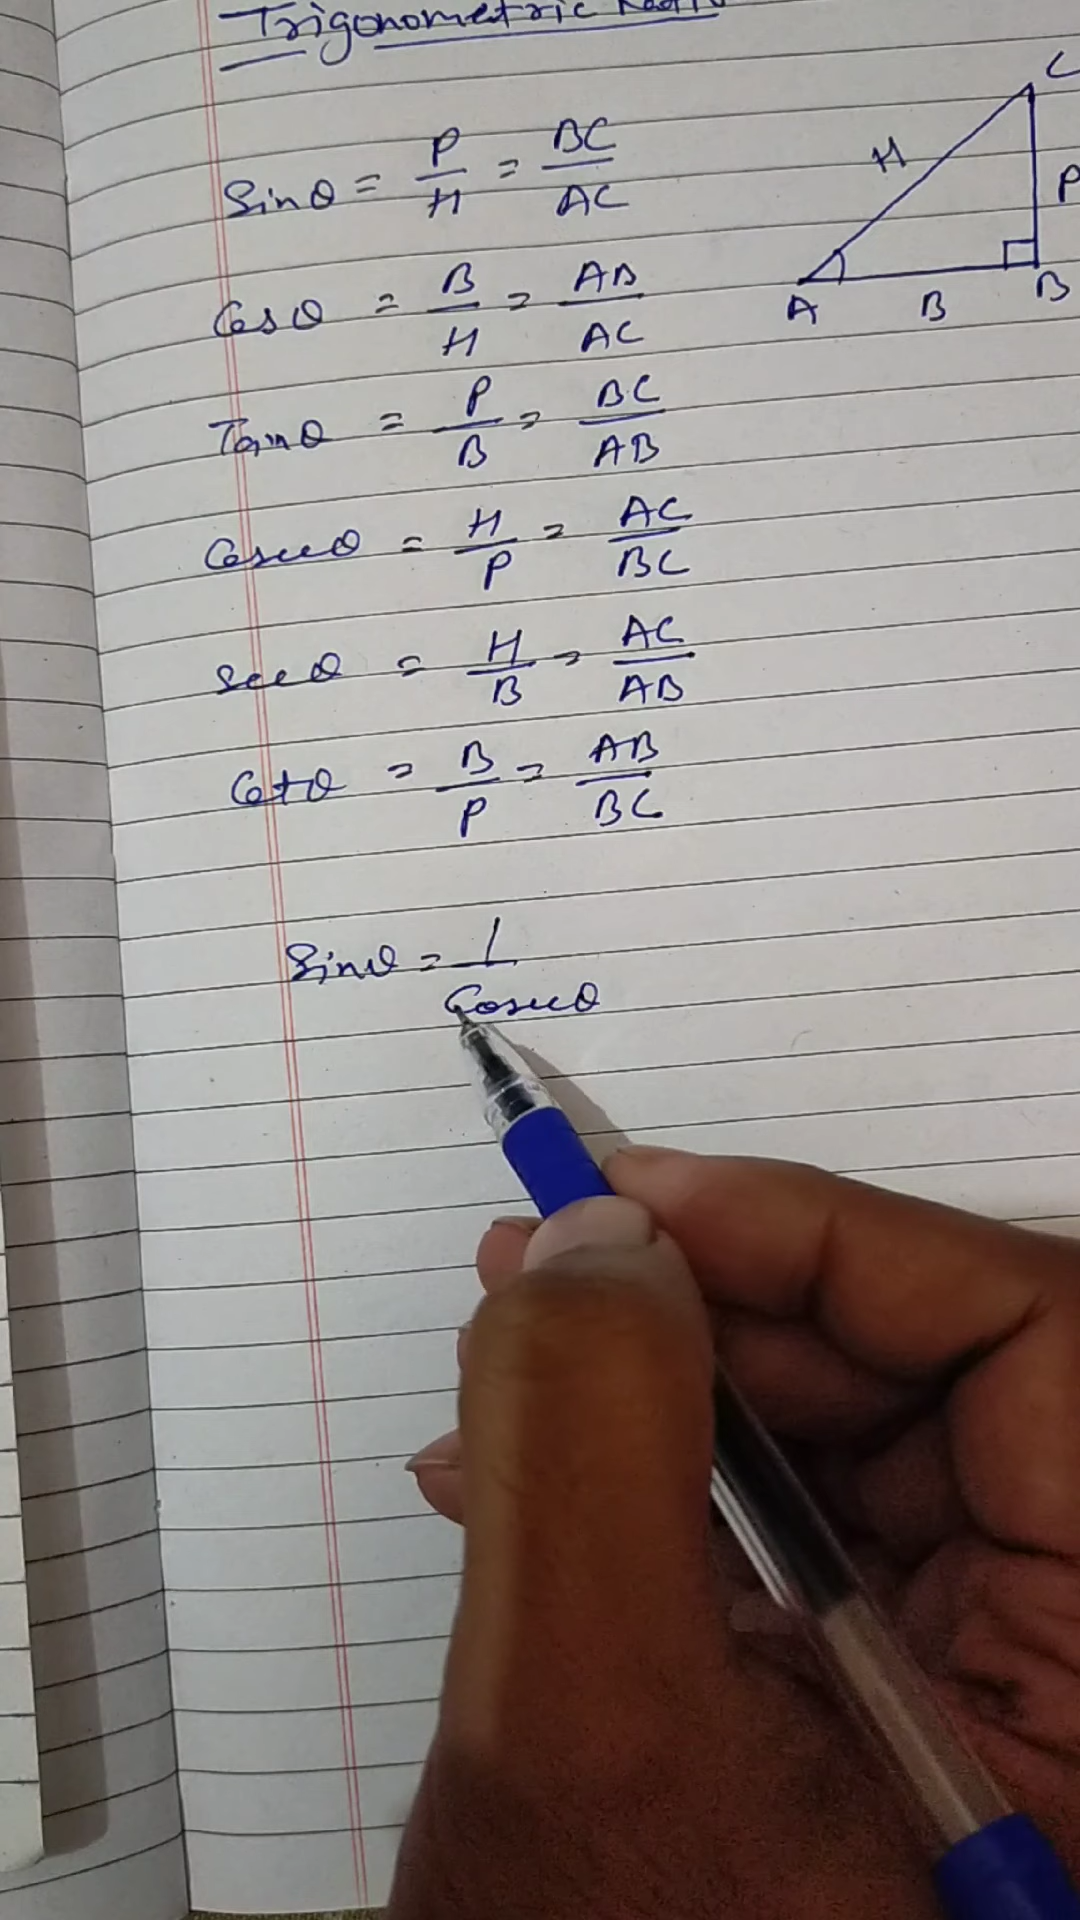 Trigonometric Ratio
Sinθ = P/H = BC/AC
Cosθ = B/H = AB/AC
Tanθ = P/B = BC/AB
Cosecθ = H/P = AC/BC
Secθ = H/B = AC/AB
Cotθ = B/P = AB/BC
Sinθ = 1/Cosecθ
C
H
P
A
B
B